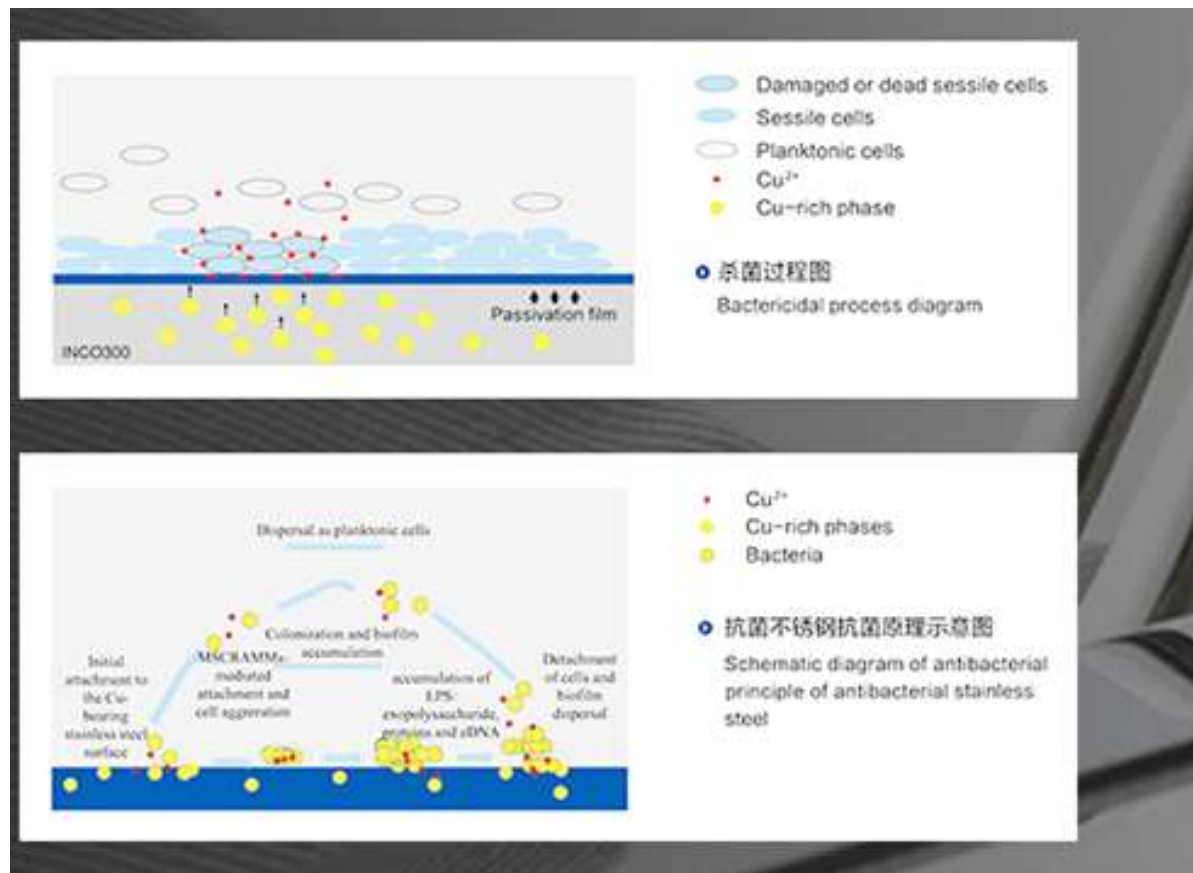 Damaged or dead sessile cells
Sessile cells
Planktonic cells
Cu²⁺
Cu-rich phase
Passivation film
INCO300
杀菌过程图
Bactericidal process diagram
Dispersal as planktonic cells
Colonization and biofilm
accumulation
Initial
attachment to
the Cu-
bearing
stainless steel
surface
MSCRAMMs-
mediated
attachment and
cell aggreration
accumulation of
LPS
exopolysaccharide,
proteins and eDNA
Detachment
of cells and
biofilm
dispersal
Cu²⁺
Cu-rich phases
Bacteria
抗菌不锈钢抗菌原理示意图
Schematic diagram of antibacterial
principle of antibacterial stainless
steel